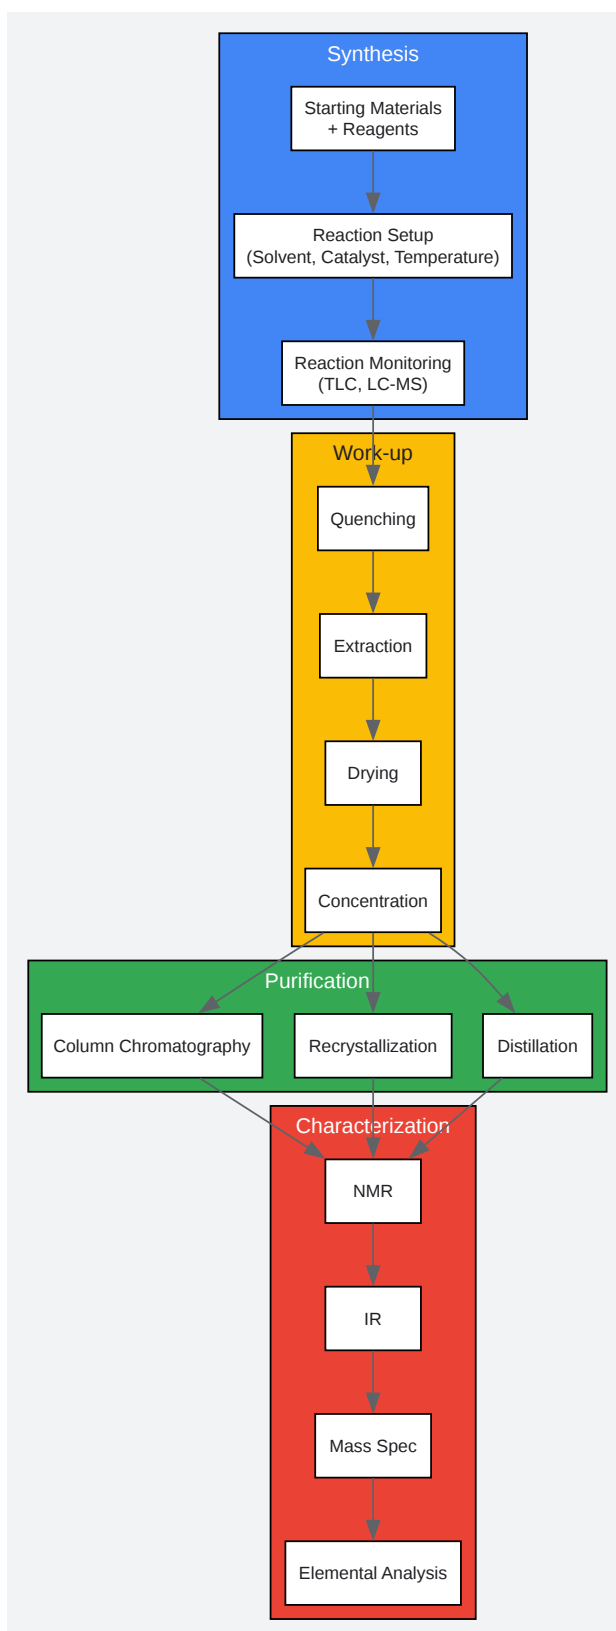 Synthesis
Starting Materials
+ Reagents
Reaction Setup
(Solvent, Catalyst, Temperature)
Reaction Monitoring
(TLC, LC-MS)
Work-up
Quenching
Extraction
Drying
Concentration
Purification
Column Chromatography
Recrystallization
Distillation
Characterization
NMR
IR
Mass Spec
Elemental Analysis